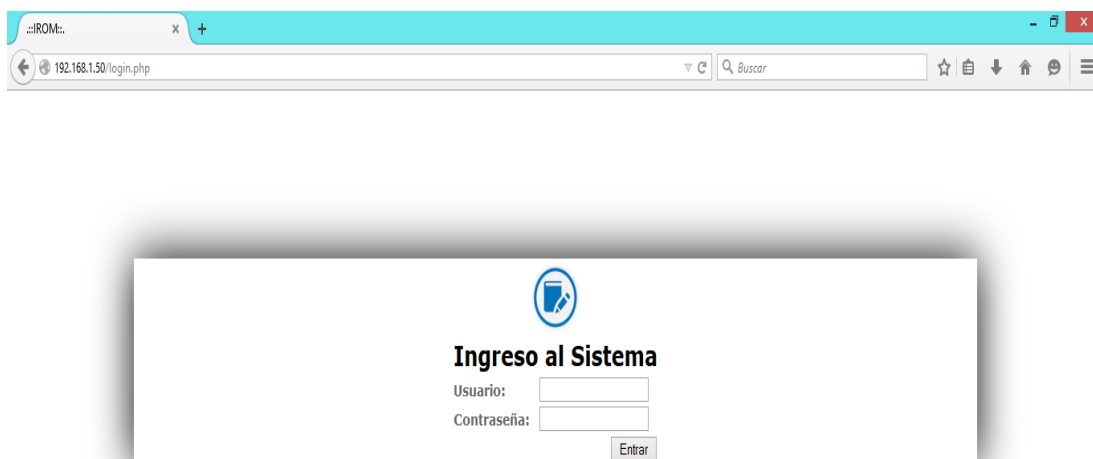 .::IROM::.
192.168.1.50/login.php
Buscar
Ingreso al Sistema
Usuario:
Contraseña:
Entrar